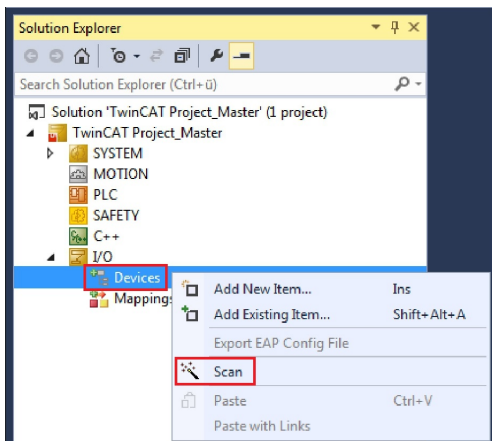 Solution Explorer
Search Solution Explorer (Ctrl+ü)
Solution 'TwinCAT Project_Master' (1 project)
TwinCAT Project_Master
SYSTEM
MOTION
PLC
SAFETY
C++
I/O
Devices
Mappings
Add New Item... Ins
Add Existing Item... Shift+Alt+A
Export EAP Config File
Scan
Paste Ctrl+V
Paste with Links